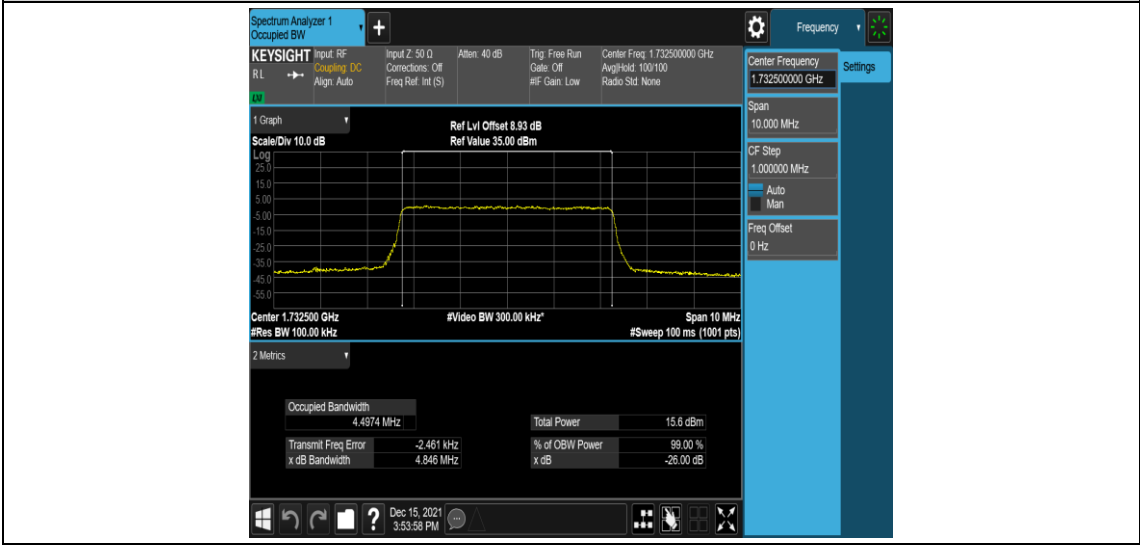 Spectrum Analyzer 1
Occupied BW
+
Frequency
KEYSIGHT
RL
LM
Input: RF
Coupling: DC
Align: Auto
Input Z: 50 Ω
Corrections: Off
Freq Ref: Int (S)
Atten: 40 dB
Trig: Free Run
Gate: Off
#IF Gain: Low
Center Freq: 1.732500000 GHz
Avg|Hold: 100/100
Radio Std: None
Center Frequency
1.732500000 GHz
Settings
Span
10.000 MHz
CF Step
1.000000 MHz
Auto
Man
Freq Offset
0 Hz
1 Graph
Scale/Div 10.0 dB
Ref Lvl Offset 8.93 dB
Ref Value 35.00 dBm
Log
25.0
15.0
5.00
-5.00
-15.0
-25.0
-35.0
-45.0
-55.0
Center 1.732500 GHz
#Res BW 100.00 kHz
#Video BW 300.00 kHz*
Span 10 MHz
#Sweep 100 ms (1001 pts)
2 Metrics
Occupied Bandwidth
4.4974 MHz
Total Power 15.6 dBm
Transmit Freq Error -2.461 kHz
% of OBW Power 99.00 %
x dB Bandwidth 4.846 MHz
x dB -26.00 dB
?
Dec 15, 2021
3:53:58 PM